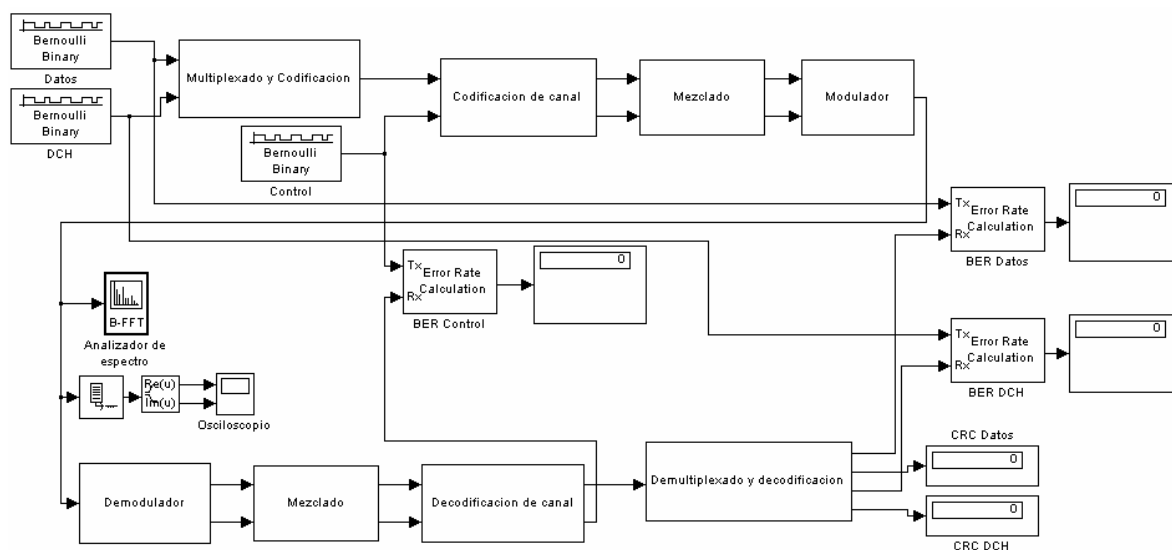 Bernoulli
Binary
Datos
Bernoulli
Binary
DCH
Multiplexado y Codificacion
Bernoulli
Binary
Control
Codificacion de canal
Mezclado
Modulador
Tx
Rx
Error Rate
Calculation
BER Datos
0
Tx
Rx
Error Rate
Calculation
BER Control
0
Tx
Rx
Error Rate
Calculation
BER DCH
0
B-FFT
Analizador de
espectro
Re(u)
Im(u)
Osciloscopio
Demodulador
Mezclado
Decodificacion de canal
Demultiplexado y decodificacion
CRC Datos
0
0
CRC DCH